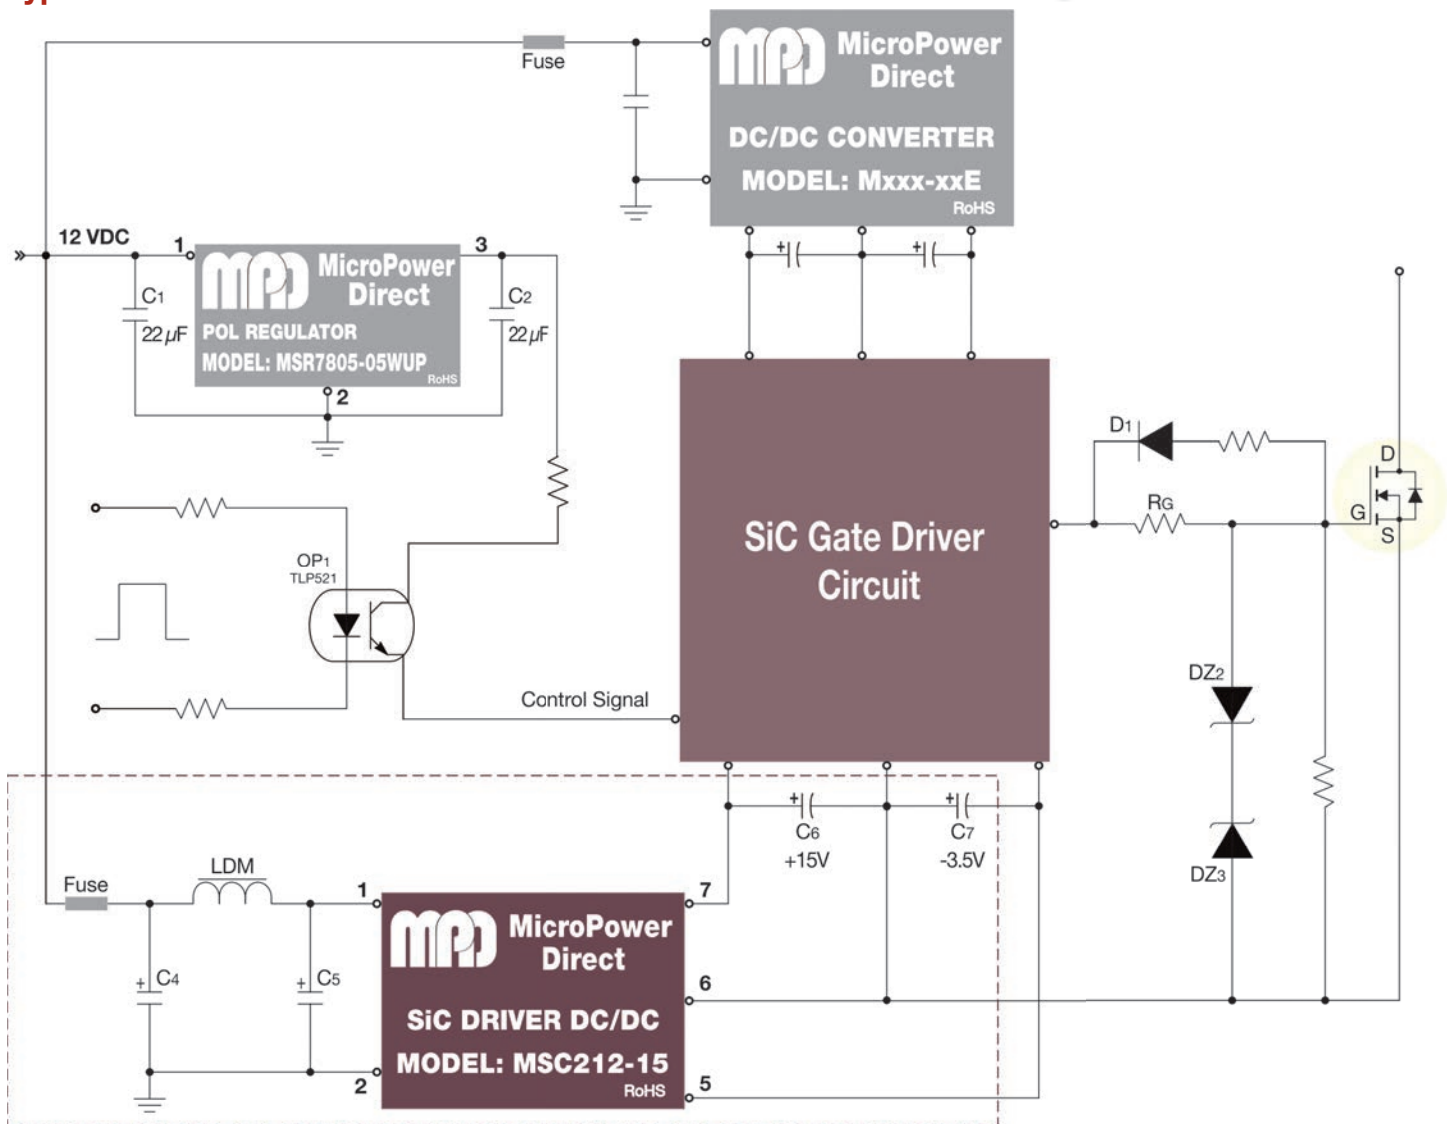 Fuse
MPD MicroPower
Direct
DC/DC CONVERTER
MODEL: Mxxx-xxE
RoHS
12 VDC
1
3
MPD MicroPower
Direct
POL REGULATOR
MODEL: MSR7805-05WUP
RoHS
2
C1
22µF
C2
22µF
OP1
TLP521
Control Signal
SiC Gate Driver
Circuit
D1
RG
D
G
S
DZ2
DZ3
C6
+15V
C7
-3.5V
+
+
+
+
Fuse
LDM
+ C4
+ C5
1
2
MPD MicroPower
Direct
SiC DRIVER DC/DC
MODEL: MSC212-15
RoHS
7
6
5